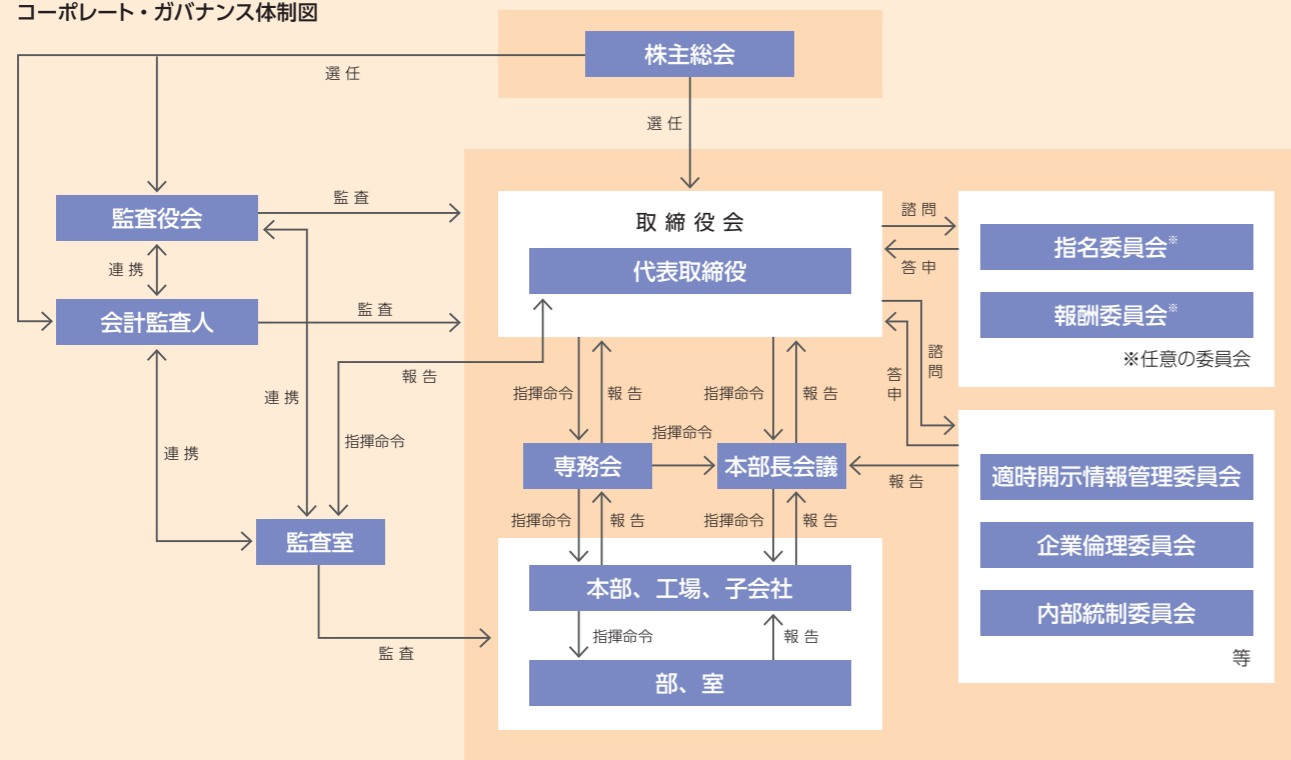 コーポレート・ガバナンス体制図
株主総会
選任
選任
監査役会
監査
取締役会
代表取締役
諮問
答申
指名委員会※
報酬委員会※
※任意の委員会
連携
会計監査人
監査
報告
連携
指揮命令
連携
指揮命令
報告
指揮命令
報告
答申
諮問
専務会
指揮命令
本部長会議
報告
適時開示情報管理委員会
企業倫理委員会
内部統制委員会
等
指揮命令
報告
指揮命令
報告
監査室
監査
本部、工場、子会社
指揮命令
報告
部、室